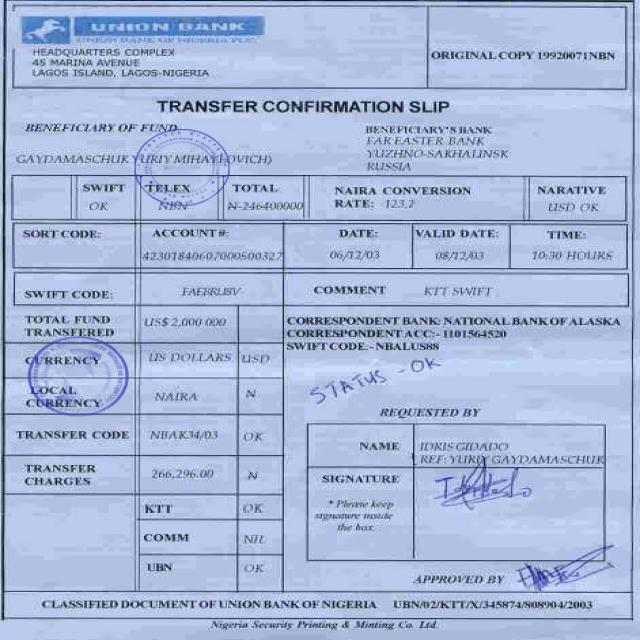 UNION BANK
UNION BANK OF NIGERIA PLC.
HEADQUARTERS COMPLEX
45 MARINA AVENUE
LAGOS ISLAND, LAGOS-NIGERIA
ORIGINAL COPY 19920071NBN
TRANSFER CONFIRMATION SLIP
BENEFICIARY OF FUND.
GAYDAMASCHUK YURIY MIHAYLOVICH)
BENEFICIARY'S BANK
FAR EASTER BANK
YUZHNO-SAKHALINSK
RUSSIA
SWIFT TELEX TOTAL NAIRA CONVERSION NARATIVE
OK NBN N-246400000 RATE: -123,2 USD OK
SORT CODE: ACCOUNT#: DATE: VALID DATE: TIME:
42301840607000500327 06/12/03 08/12/03 10:30 HOURS
SWIFT CODE: FAEBRU8V COMMENT KTT SWIFT
TOTAL FUND TRANSFERED US$ 2,000 000
CORRESPONDENT BANK: NATIONAL BANK OF ALASKA
CORRESPONDENT ACC:- 1101564520
SWIFT CODE:- NBALUS88
CURRENCY US DOLLARS USD
STATUS - OK
LOCAL CURRENCY NAIRA N
REQUESTED BY
TRANSFER CODE NBAK34/03 OK
NAME IDRIS GIDADO
REF: YURIY GAYDAMASCHUK
TRANSFER CHARGES 266,296.00 N
SIGNATURE
* Please keep
signature inside
the box.
KTT OK
COMM NIL
UBN OK
APPROVED BY
CLASSIFIED DOCUMENT OF UNION BANK OF NIGERIA UBN/02/KTT/X/345874/808904/2003
Nigeria Security Printing & Minting Co. Ltd.